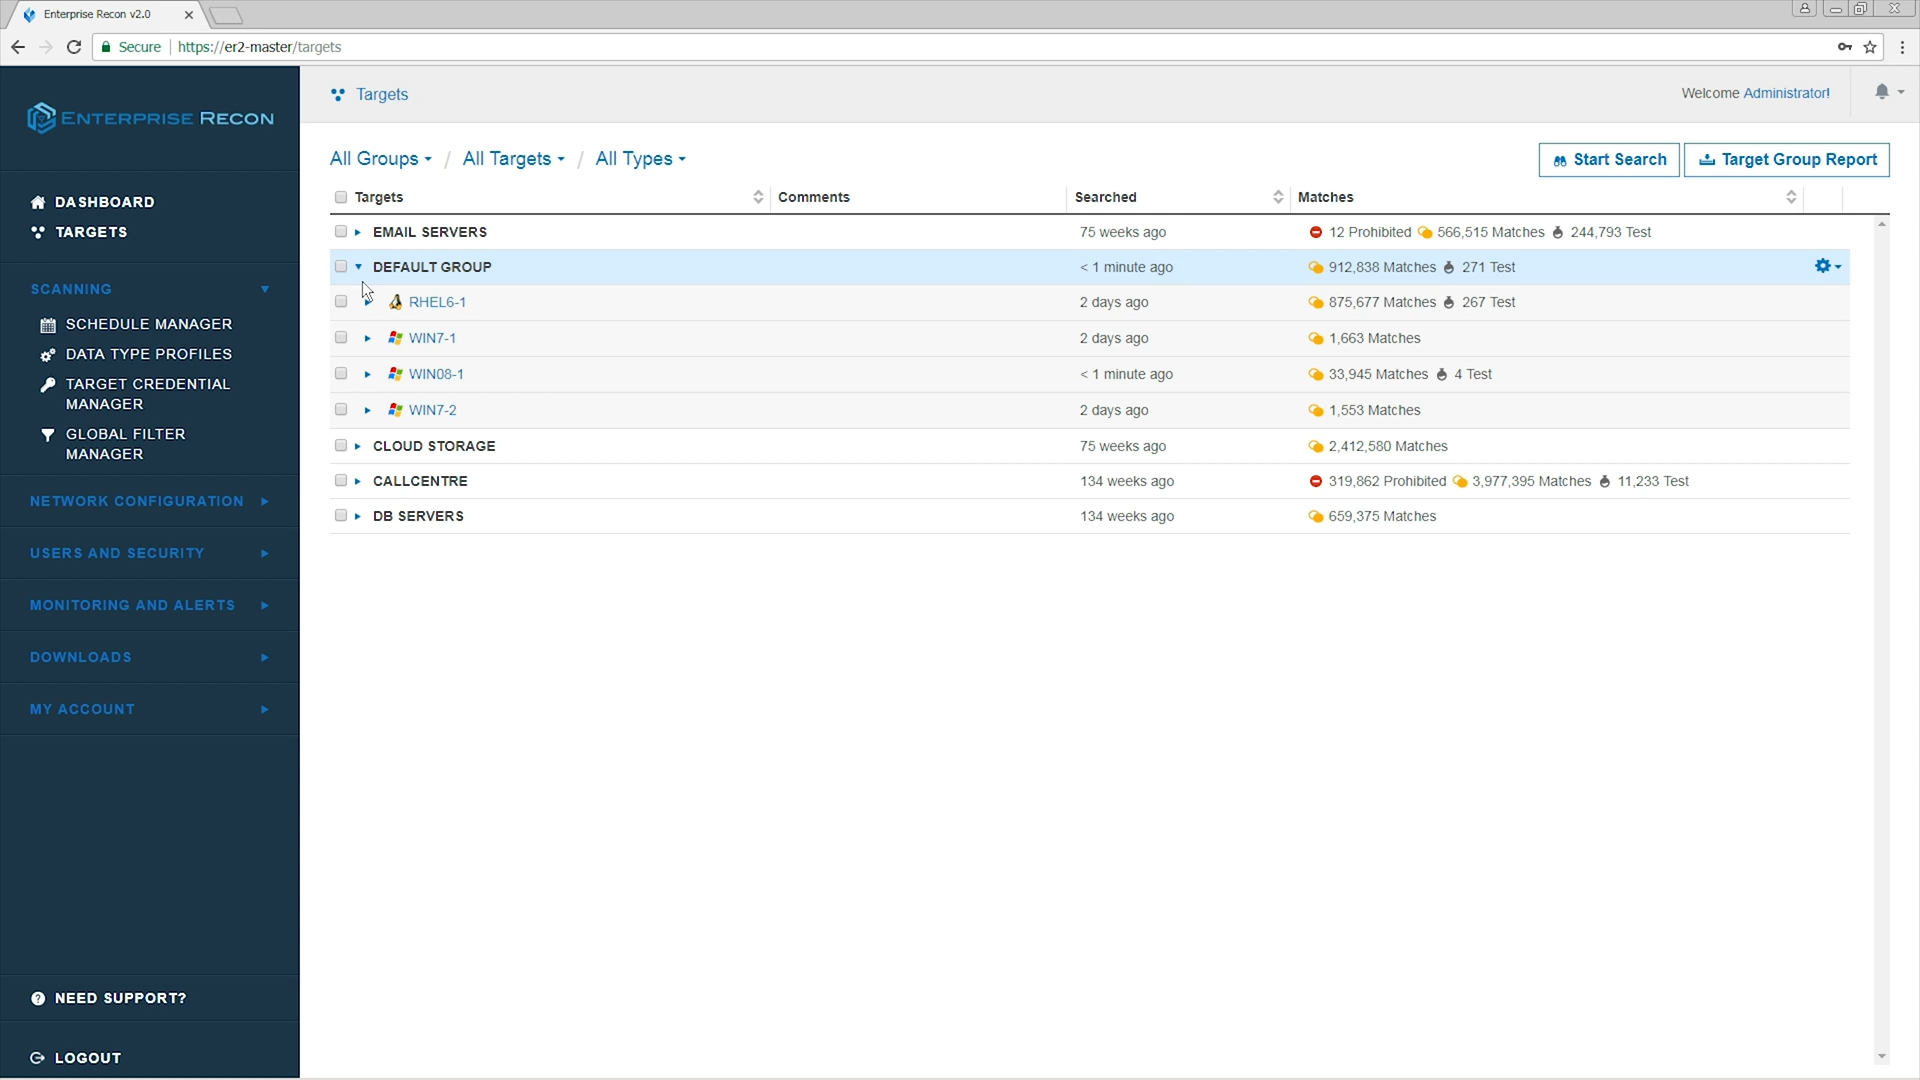 Enterprise Recon v2.0
Secure https://er2-master/targets
ENTERPRISE RECON
Targets
Welcome Administrator!
All Groups / All Targets / All Types
Start Search
Target Group Report
DASHBOARD
TARGETS
SCANNING
SCHEDULE MANAGER
DATA TYPE PROFILES
TARGET CREDENTIAL
MANAGER
GLOBAL FILTER
MANAGER
NETWORK CONFIGURATION
USERS AND SECURITY
MONITORING AND ALERTS
DOWNLOADS
MY ACCOUNT
NEED SUPPORT?
LOGOUT
Targets Comments Searched Matches
EMAIL SERVERS 75 weeks ago 12 Prohibited 566,515 Matches 244,793 Test
DEFAULT GROUP < 1 minute ago 912,838 Matches 271 Test
RHEL6-1 2 days ago 875,677 Matches 267 Test
WIN7-1 2 days ago 1,663 Matches
WIN08-1 < 1 minute ago 33,945 Matches 4 Test
WIN7-2 2 days ago 1,553 Matches
CLOUD STORAGE 75 weeks ago 2,412,580 Matches
CALLCENTRE 134 weeks ago 319,862 Prohibited 3,977,395 Matches 11,233 Test
DB SERVERS 134 weeks ago 659,375 Matches